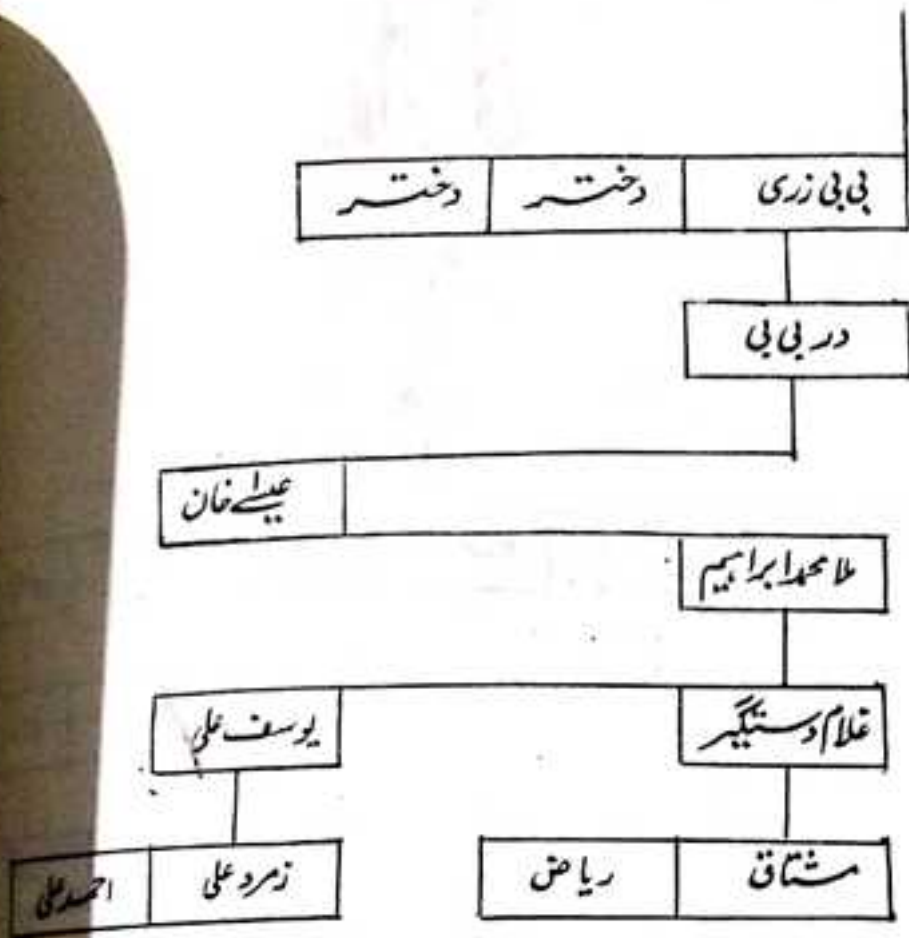 بی بی زری دختر دختر
در بی بی
عیسےٰ خان
ملا محمد ابراہیم
غلام دستگیر یوسف علی
مشتاق ریاض زمرد علی احمد علی